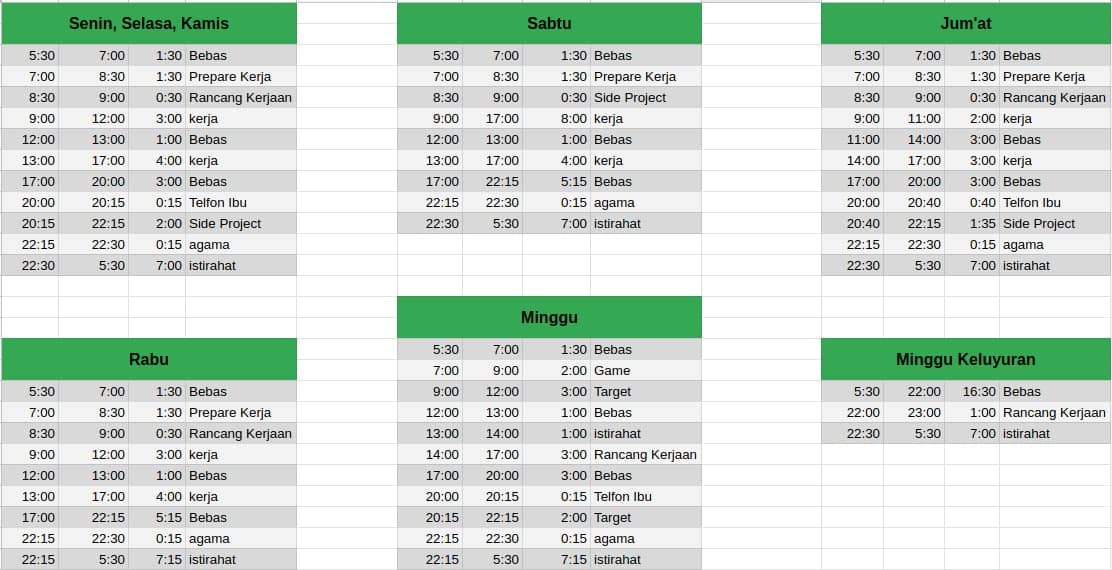 Senin, Selasa, Kamis
5:30 7:00 1:30 Bebas
7:00 8:30 1:30 Prepare Kerja
8:30 9:00 0:30 Rancang Kerjaan
9:00 12:00 3:00 kerja
12:00 13:00 1:00 Bebas
13:00 17:00 4:00 kerja
17:00 20:00 3:00 Bebas
20:00 20:15 0:15 Telfon Ibu
20:15 22:15 2:00 Side Project
22:15 22:30 0:15 agama
22:30 5:30 7:00 istirahat
Rabu
5:30 7:00 1:30 Bebas
7:00 8:30 1:30 Prepare Kerja
8:30 9:00 0:30 Rancang Kerjaan
9:00 12:00 3:00 kerja
12:00 13:00 1:00 Bebas
13:00 17:00 4:00 kerja
17:00 22:15 5:15 Bebas
22:15 22:30 0:15 agama
22:15 5:30 7:15 istirahat
Sabtu
5:30 7:00 1:30 Bebas
7:00 8:30 1:30 Prepare Kerja
8:30 9:00 0:30 Side Project
9:00 17:00 8:00 kerja
12:00 13:00 1:00 Bebas
13:00 17:00 4:00 kerja
17:00 22:15 5:15 Bebas
22:15 22:30 0:15 agama
22:30 5:30 7:00 istirahat
Minggu
5:30 7:00 1:30 Bebas
7:00 9:00 2:00 Game
9:00 12:00 3:00 Target
12:00 13:00 1:00 Bebas
13:00 14:00 1:00 istirahat
14:00 17:00 3:00 Rancang Kerjaan
17:00 20:00 3:00 Bebas
20:00 20:15 0:15 Telfon Ibu
20:15 22:15 2:00 Target
22:15 22:30 0:15 agama
22:15 5:30 7:15 istirahat
Jum'at
5:30 7:00 1:30 Bebas
7:00 8:30 1:30 Prepare Kerja
8:30 9:00 0:30 Rancang Kerjaan
9:00 11:00 2:00 kerja
11:00 14:00 3:00 Bebas
14:00 17:00 3:00 kerja
17:00 20:00 3:00 Bebas
20:00 20:40 0:40 Telfon Ibu
20:40 22:15 1:35 Side Project
22:15 22:30 0:15 agama
22:30 5:30 7:00 istirahat
Minggu Keluyuran
5:30 22:00 16:30 Bebas
22:00 23:00 1:00 Rancang Kerjaan
22:30 5:30 7:00 istirahat